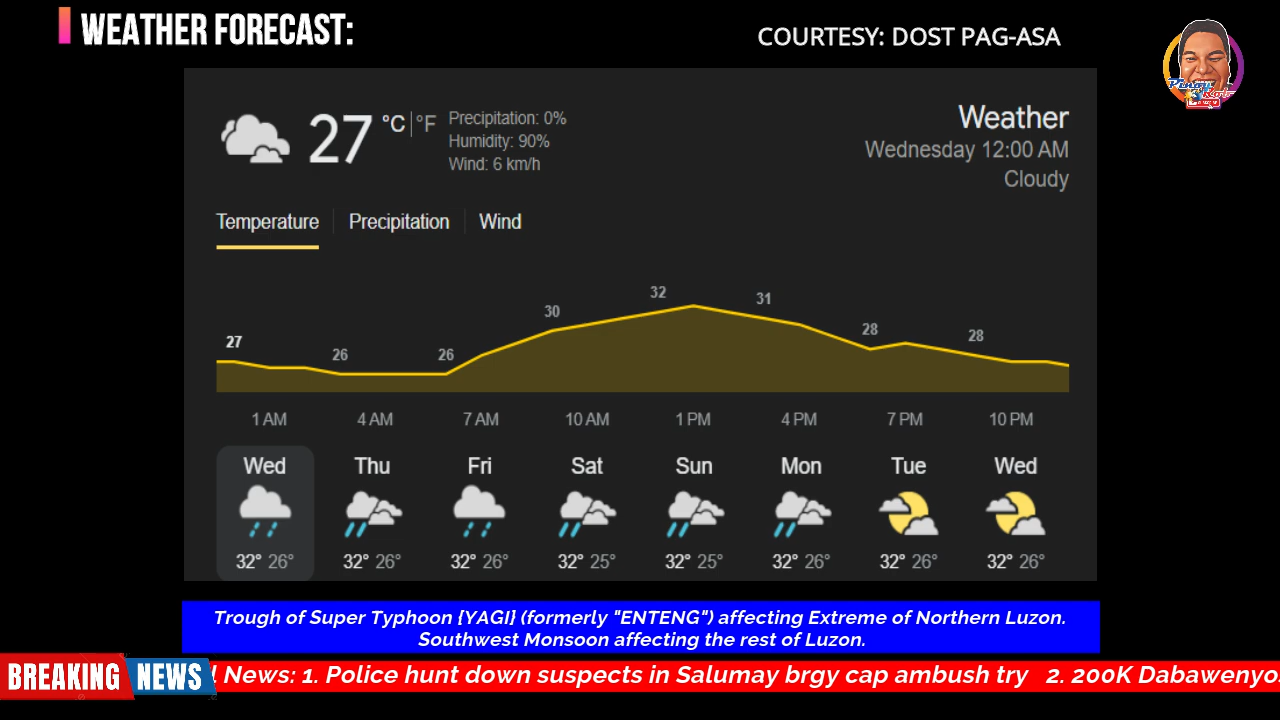 WEATHER FORECAST:
COURTESY: DOST PAG-ASA
27 °C | °F
Precipitation: 0%
Humidity: 90%
Wind: 6 km/h
Weather
Wednesday 12:00 AM
Cloudy
Temperature Precipitation Wind
27 26 26 30 32 31 28 28
1 AM 4 AM 7 AM 10 AM 1 PM 4 PM 7 PM 10 PM
Wed Thu Fri Sat Sun Mon Tue Wed
32° 26° 32° 26° 32° 26° 32° 25° 32° 25° 32° 26° 32° 26° 32° 26°
Trough of Super Typhoon {YAGI} (formerly "ENTENG") affecting Extreme of Northern Luzon.
Southwest Monsoon affecting the rest of Luzon.
BREAKING NEWS l News: 1. Police hunt down suspects in Salumay brgy cap ambush try 2. 200K Dabawenyos